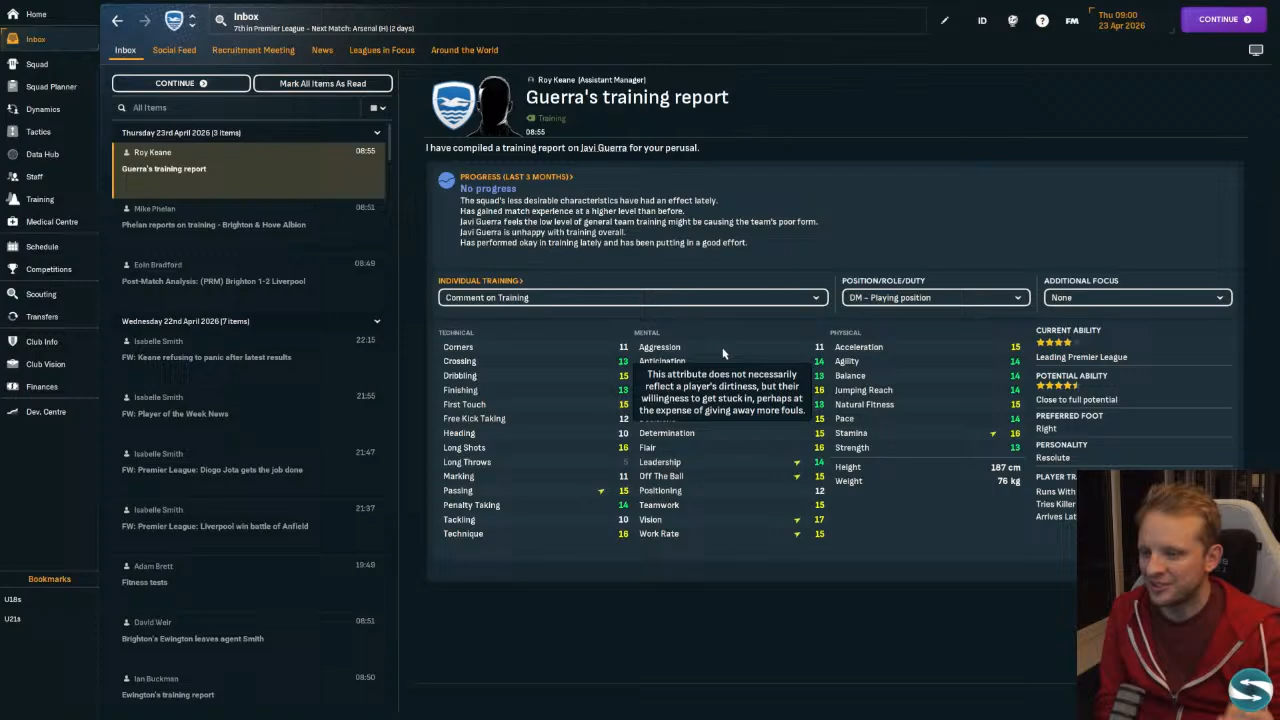 Home
Inbox
Squad
Squad Planner
Dynamics
Tactics
Data Hub
Staff
Training
Medical Centre
Schedule
Competitions
Scouting
Transfers
Club Info
Club Vision
Finances
Dev. Centre
Bookmarks
U18s
U21s
Inbox
7th in Premier League - Next Match: Arsenal (H) (2 days)
ID
?
FM
Thu 09:00
23 Apr 2026
CONTINUE
Inbox Social Feed Recruitment Meeting News Leagues in Focus Around the World
CONTINUE
Mark All Items As Read
All Items
Thursday 23rd April 2026 (3 items)
Roy Keane 08:55
Guerra's training report
Mike Phelan 08:51
Phelan reports on training - Brighton & Hove Albion
Eoin Bradford 08:49
Post-Match Analysis: (PRM) Brighton 1-2 Liverpool
Wednesday 22nd April 2026 (7 items)
Isabelle Smith 22:15
FW: Keane refusing to panic after latest results
Isabelle Smith 21:55
FW: Player of the Week News
Isabelle Smith 21:47
FW: Premier League: Diogo Jota gets the job done
Isabelle Smith 21:37
FW: Premier League: Liverpool win battle of Anfield
Adam Brett 19:49
Fitness tests
David Weir 08:51
Brighton's Ewington leaves agent Smith
Ian Buckman 08:50
Ewington's training report
Roy Keane (Assistant Manager)
Guerra's training report
Training
08:55
I have compiled a training report on Javi Guerra for your perusal.
PROGRESS (LAST 3 MONTHS)>
No progress
The squad's less desirable characteristics have had an effect lately.
Has gained match experience at a higher level than before.
Javi Guerra feels the low level of general team training might be causing the team's poor form.
Javi Guerra is unhappy with training overall.
Has performed okay in training lately and has been putting in a good effort.
INDIVIDUAL TRAINING> POSITION/ROLE/DUTY ADDITIONAL FOCUS
Comment on Training DM - Playing position None
TECHNICAL
Corners 11
Crossing 13
Dribbling 15
Finishing 13
First Touch 15
Free Kick Taking 12
Heading 10
Long Shots 16
Long Throws 5
Marking 11
Passing 15
Penalty Taking 14
Tackling 10
Technique 16
MENTAL
Aggression 11
Anticipation 14
13
16
13
This attribute does not necessarily
reflect a player's dirtiness, but their
willingness to get stuck in, perhaps at
the expense of giving away more fouls.
Determination 15
Flair 16
Leadership 14
Off The Ball 15
Positioning 12
Teamwork 15
Vision 17
Work Rate 15
PHYSICAL
Acceleration 15
Agility 14
Balance 14
Jumping Reach 14
Natural Fitness 15
Pace 14
Stamina 16
Strength 13
Height 187 cm
Weight 76 kg
CURRENT ABILITY
Leading Premier League
POTENTIAL ABILITY
Close to full potential
PREFERRED FOOT
Right
PERSONALITY
Resolute
PLAYER TRA
Runs With
Tries Killer
Arrives Lat